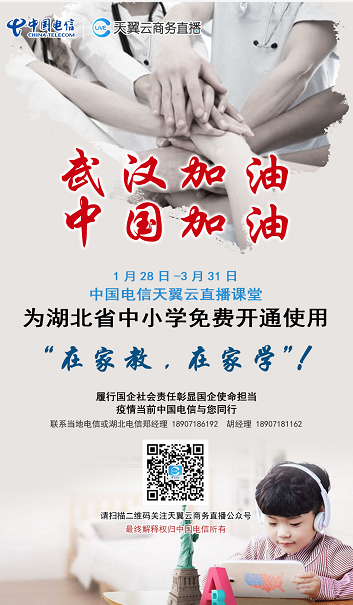 中国电信
CHINA TELECOM
LIVE 天翼云商务直播
武汉加油
中国加油
1月28日-3月31日
中国电信天翼云直播课堂
为湖北省中小学免费开通使用
“在家教，在家学”！
履行国企社会责任彰显国企使命担当
疫情当前中国电信与您同行
联系当地电信或湖北电信郑经理 18907186192 胡经理 18907181162
请扫描二维码关注天翼云商务直播公众号
最终解释权归中国电信所有
A